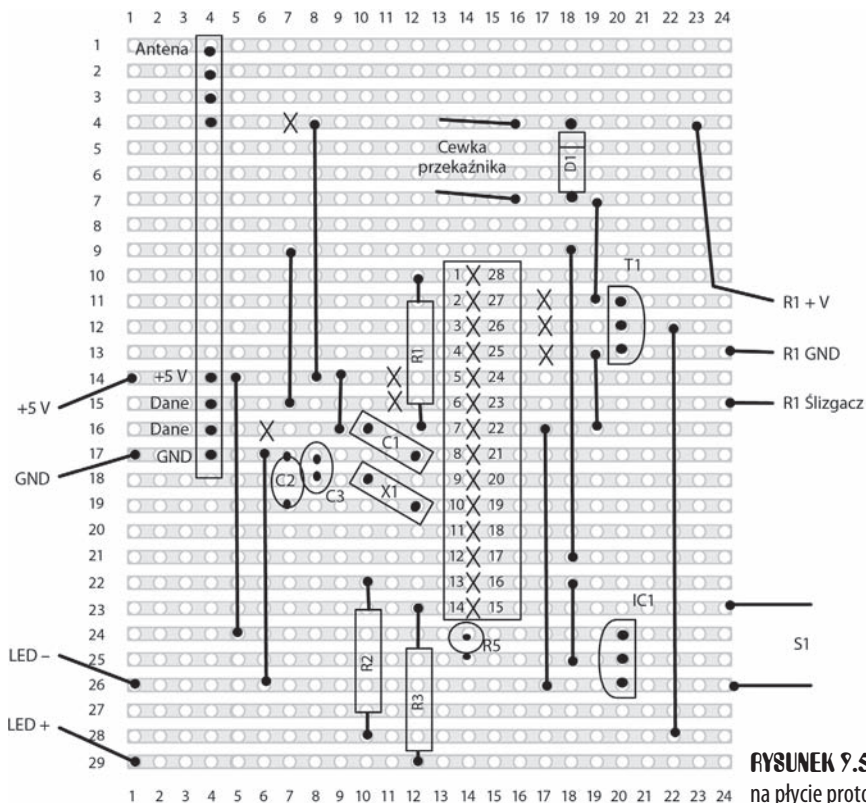 1 2 3 4 5 6 7 8 9 10 11 12 13 14 15 16 17 18 19 20 21 22 23 24
1 Antena
2
3
4
5 Cewka D1
6 przekaźnika
7
8
9
10 1 28 T1
11 2 27 R1 + V
12 3 26
13 R1 4 25 R1 GND
14 +5 V 5 24
+5 V
15 Dane 6 23 R1 Ślizgacz
16 Dane C1 7 22
17 GND 8 21
GND
18 C2 C3 X1 9 20
19 10 19
20 11 18
21 12 17
22 13 16
23 14 15 IC1
24 R5
25 R2 S1
LED –
26 R3
27
LED +
28
29
RYSUNEK 9.5
na płycie proto
1 2 3 4 5 6 7 8 9 10 11 12 13 14 15 16 17 18 19 20 21 22 23 24